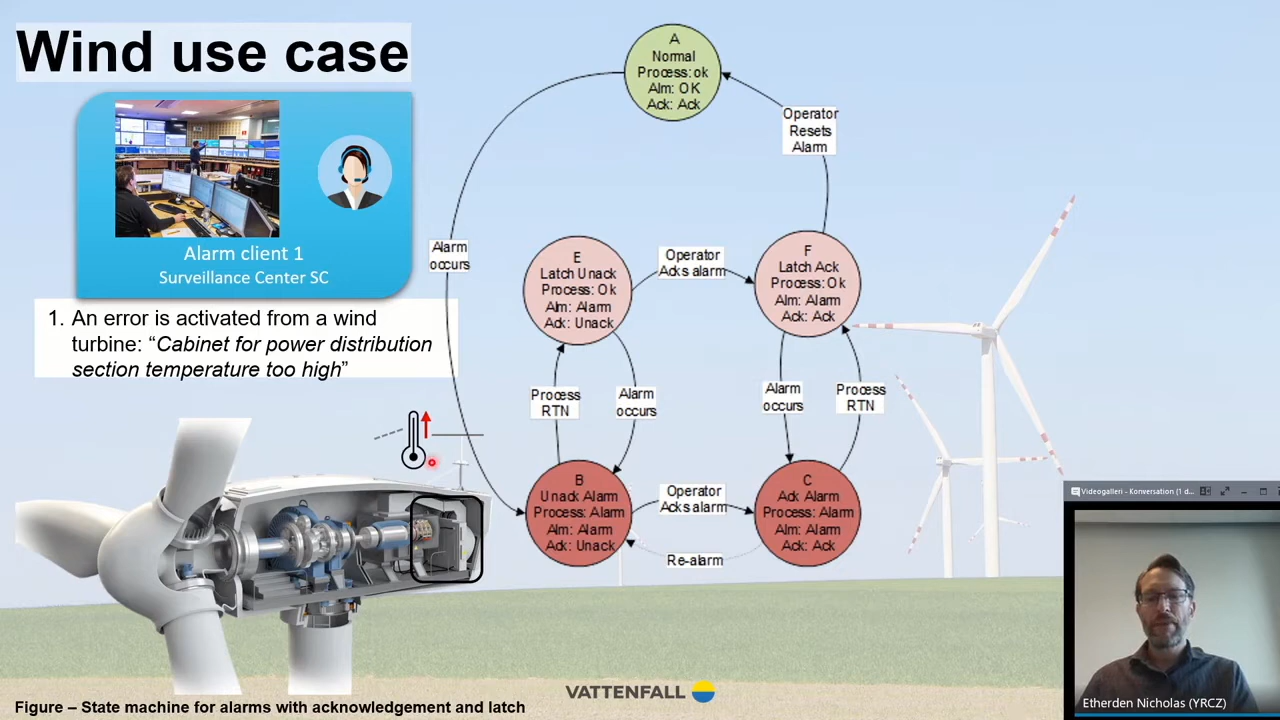 Wind use case
Alarm client 1
Surveillance Center SC
1. An error is activated from a wind
turbine: “Cabinet for power distribution
section temperature too high”
A
Normal
Process: ok
Alm: OK
Ack: Ack
Operator
Resets
Alarm
Alarm
occurs
E
Latch Unack
Process: Ok
Alm: Alarm
Ack: Unack
Operator
Acks alarm
F
Latch Ack
Process: Ok
Alm: Alarm
Ack: Ack
Process
RTN
Alarm
occurs
Alarm
occurs
Process
RTN
B
Unack Alarm
Process: Alarm
Alm: Alarm
Ack: Unack
Operator
Acks alarm
C
Ack Alarm
Process: Alarm
Alm: Alarm
Ack: Ack
Re-alarm
Videogalleri - Konversation (1 d...
Etherden Nicholas (YRCZ)
VATTENFALL
Figure – State machine for alarms with acknowledgement and latch